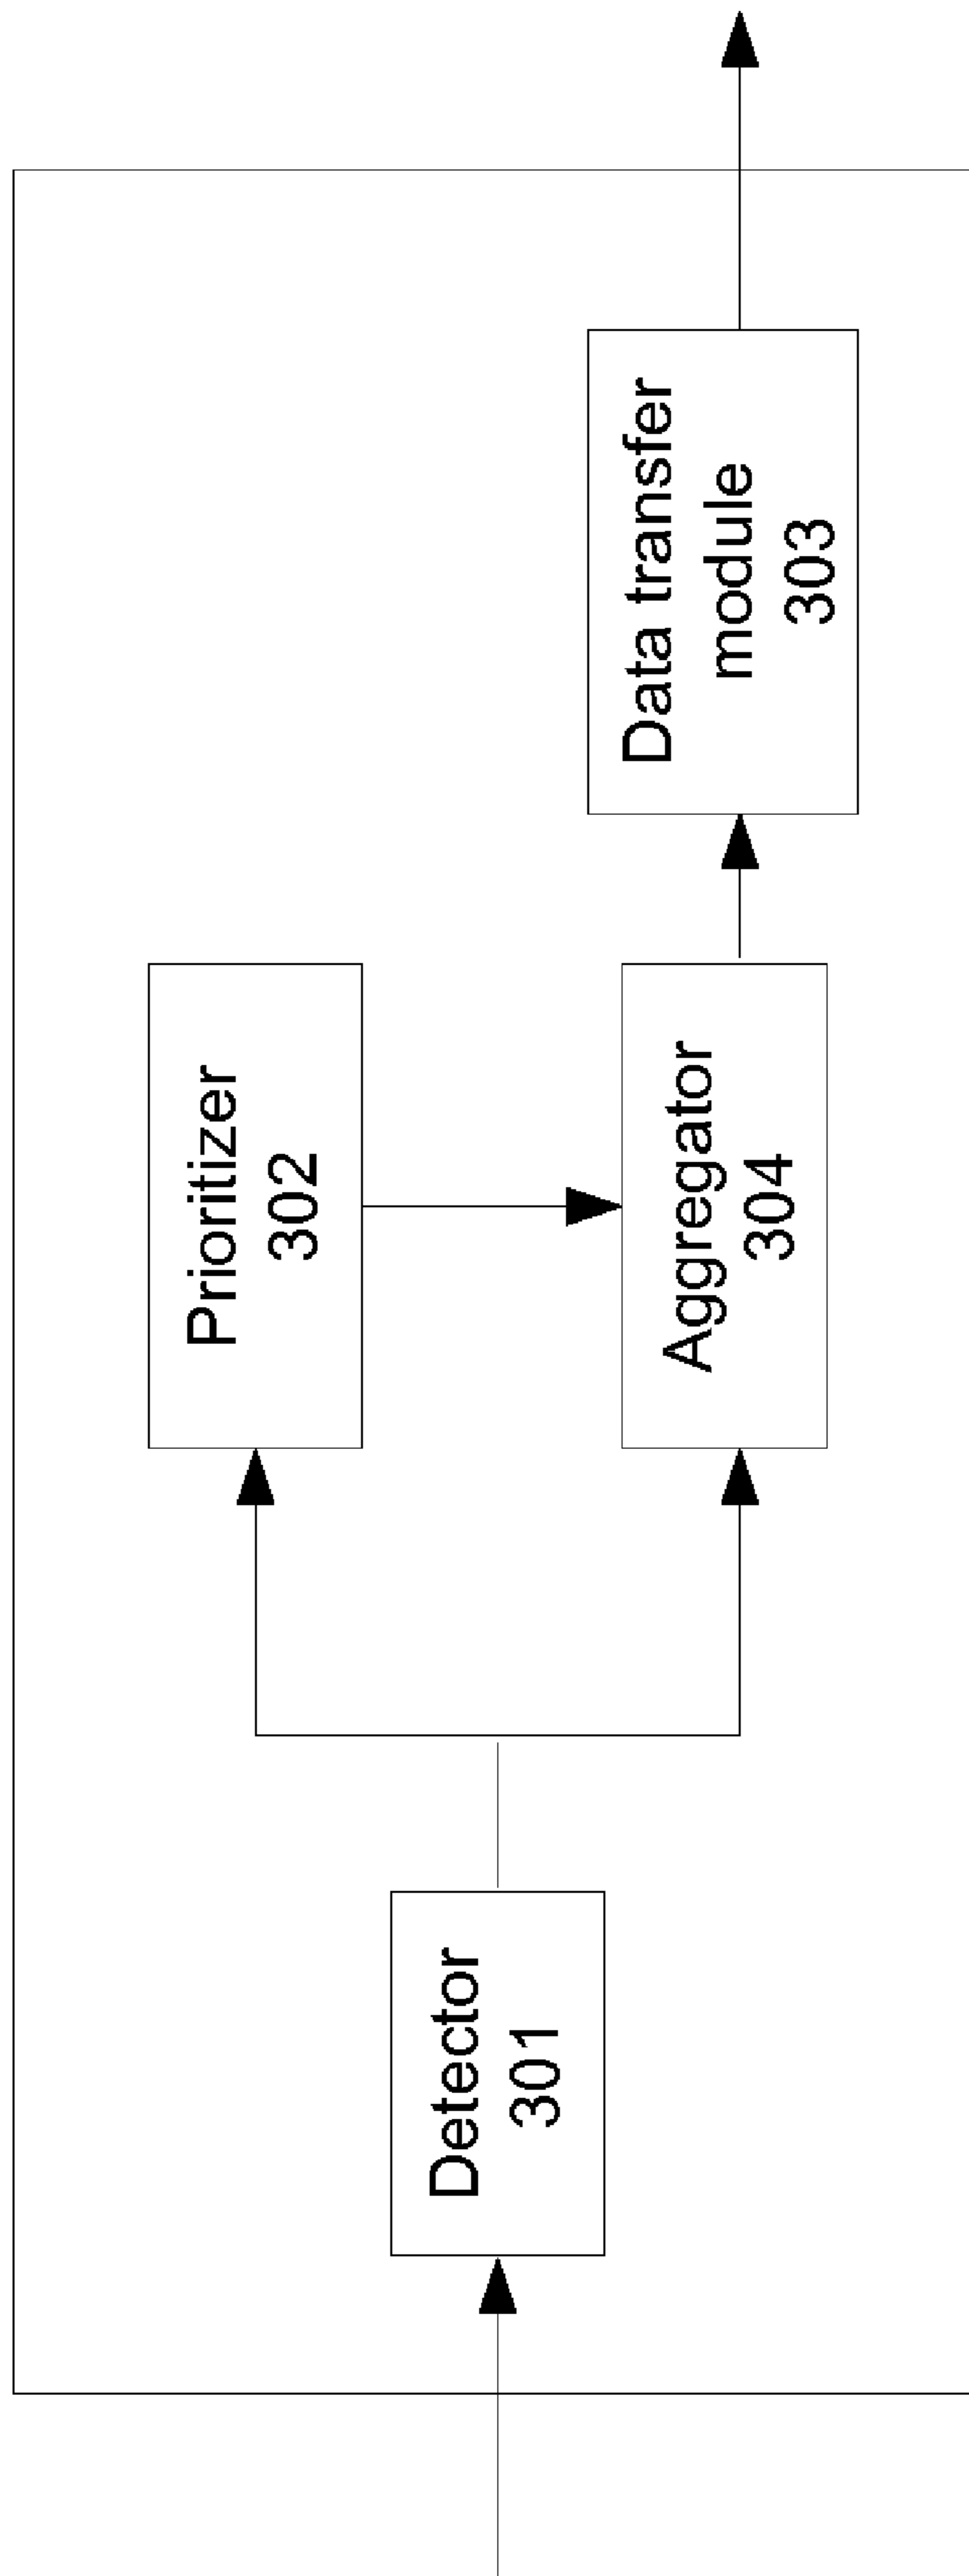 Detector
301
Prioritizer
302
Aggregator
304
Data transfer
module
303